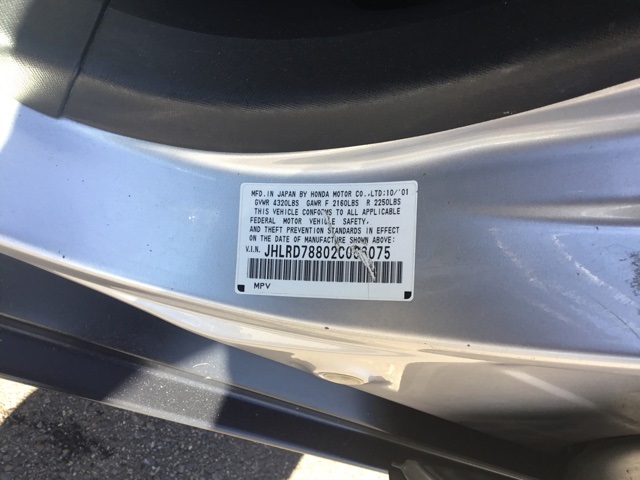 MFD. IN JAPAN BY HONDA MOTOR CO.,LTD:10/'01
GVWR 4320LBS GAWR F 2160LBS R 2250LBS
THIS VEHICLE CONFORMS TO ALL APPLICABLE
FEDERAL MOTOR VEHICLE SAFETY,
AND THEFT PREVENTION STANDARDS IN EFFECT
ON THE DATE OF MANUFACTURE SHOWN ABOVE.
V.I.N.
MPV